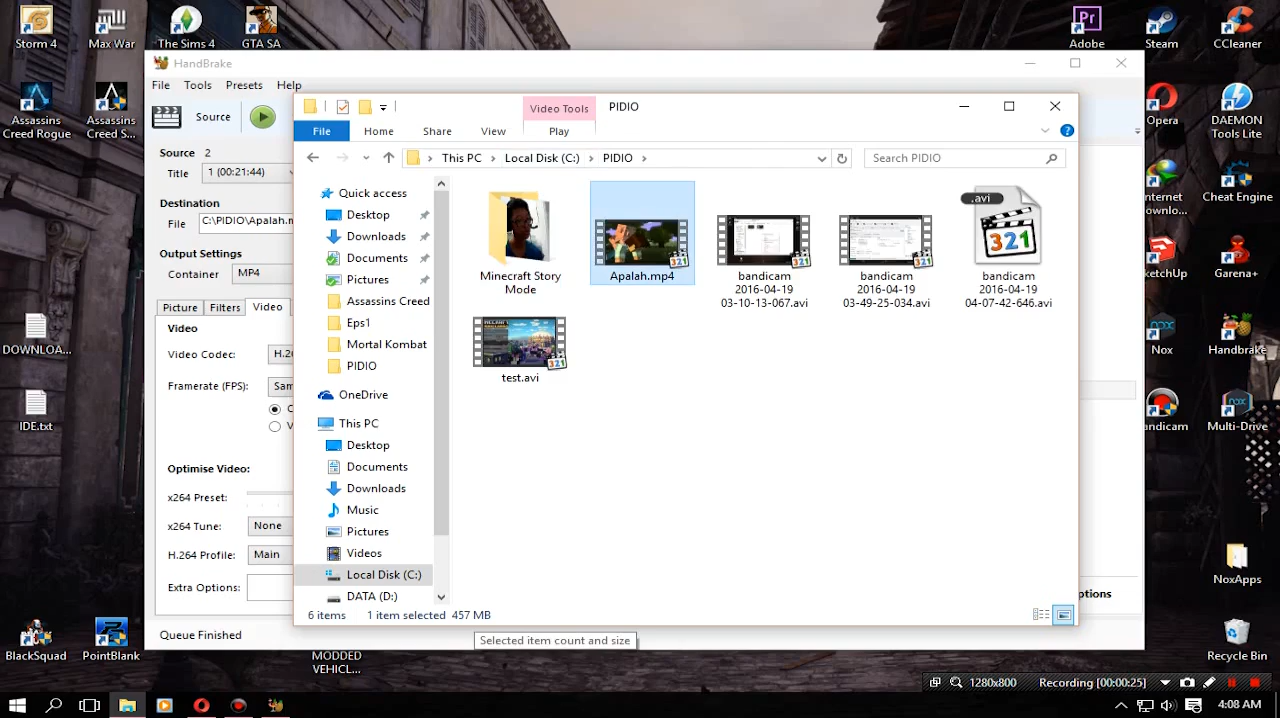 Storm 4
Max War
The Sims 4
GTA SA
Adobe
Steam
CCleaner
Assassins
Creed Rogue
Assassins
Creed S...
Opera
DAEMON
Tools Lite
Cheat Engine
Internet
Downlo...
Garena+
Nox
Handbrake
Multi-Drive
NoxApps
Recycle Bin
DOWNLOA...
IDE.txt
BlackSquad
PointBlank
MODDED
VEHICL...
HandBrake
File Tools Presets Help
Source
Source 2
Title 1 (00:21:44)
Destination
File C:\PIDIO\Apalah.m
Output Settings
Container MP4
Picture Filters Video
Video
Video Codec: H.26
Framerate (FPS): Sam
Optimise Video:
x264 Preset:
x264 Tune: None
H.264 Profile: Main
Extra Options:
Queue Finished
ptions
Video Tools PIDIO
File Home Share View Play
This PC Local Disk (C:) PIDIO
Search PIDIO
Quick access
Desktop
Downloads
Documents
Pictures
Assassins Creed
Eps1
Mortal Kombat
PIDIO
OneDrive
This PC
Desktop
Documents
Downloads
Music
Pictures
Videos
Local Disk (C:)
DATA (D:)
Minecraft Story
Mode
Apalah.mp4
bandicam
2016-04-19
03-10-13-067.avi
bandicam
2016-04-19
03-49-25-034.avi
.avi
321
bandicam
2016-04-19
04-07-42-646.avi
test.avi
6 items 1 item selected 457 MB
Selected item count and size
1280x800 Recording [00:00:25]
4:08 AM